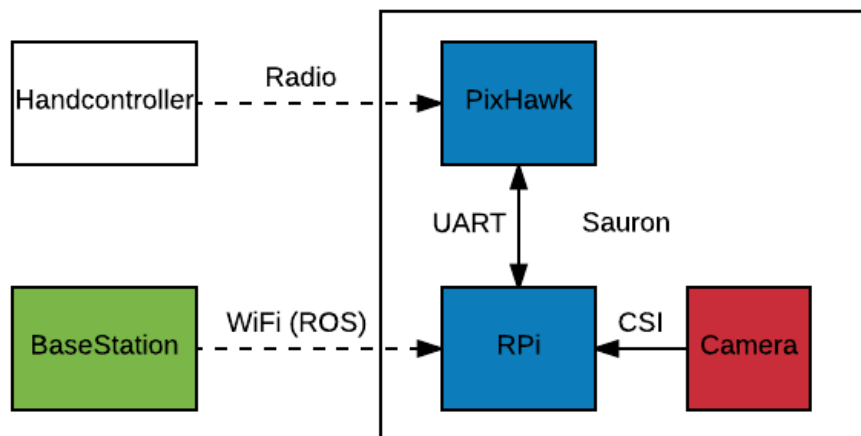 Radio
Handcontroller
PixHawk
UART
Sauron
WiFi (ROS)
CSI
BaseStation
RPi
Camera